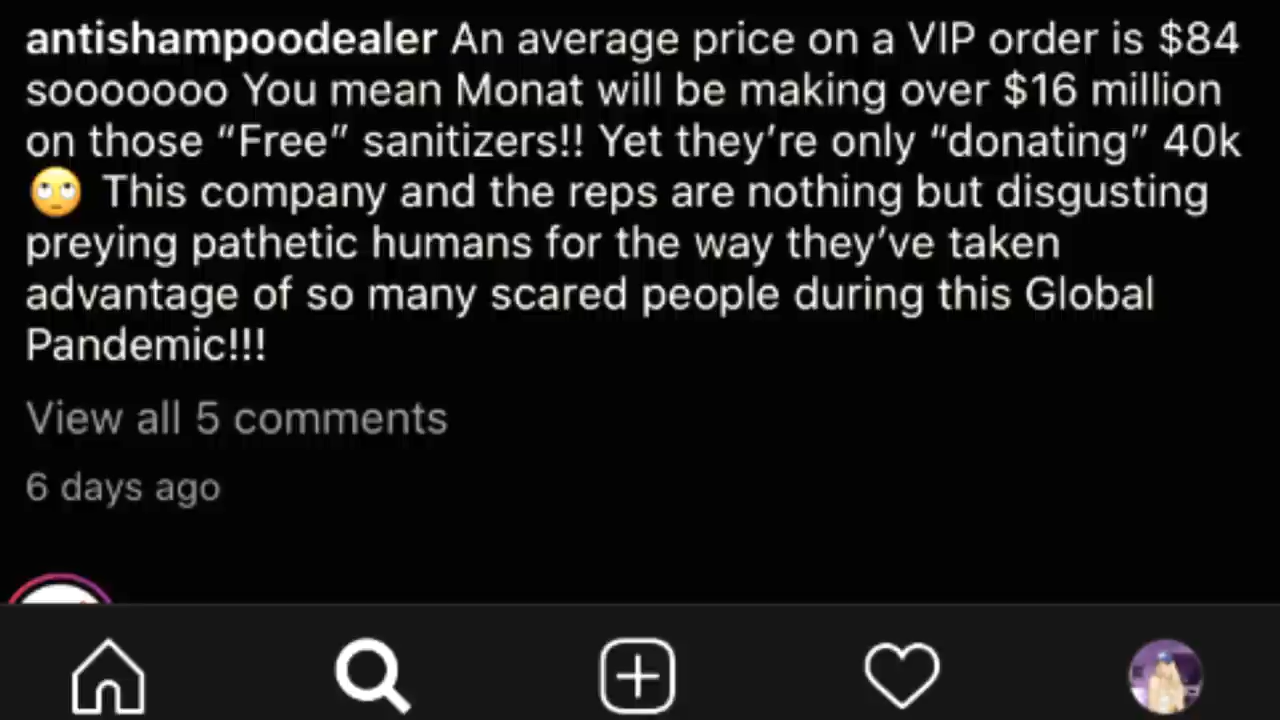 antishampoodealer An average price on a VIP order is $84
sooooooo You mean Monat will be making over $16 million
on those “Free” sanitizers!! Yet they’re only “donating” 40k
🙄 This company and the reps are nothing but disgusting
preying pathetic humans for the way they’ve taken
advantage of so many scared people during this Global
Pandemic!!!
View all 5 comments
6 days ago